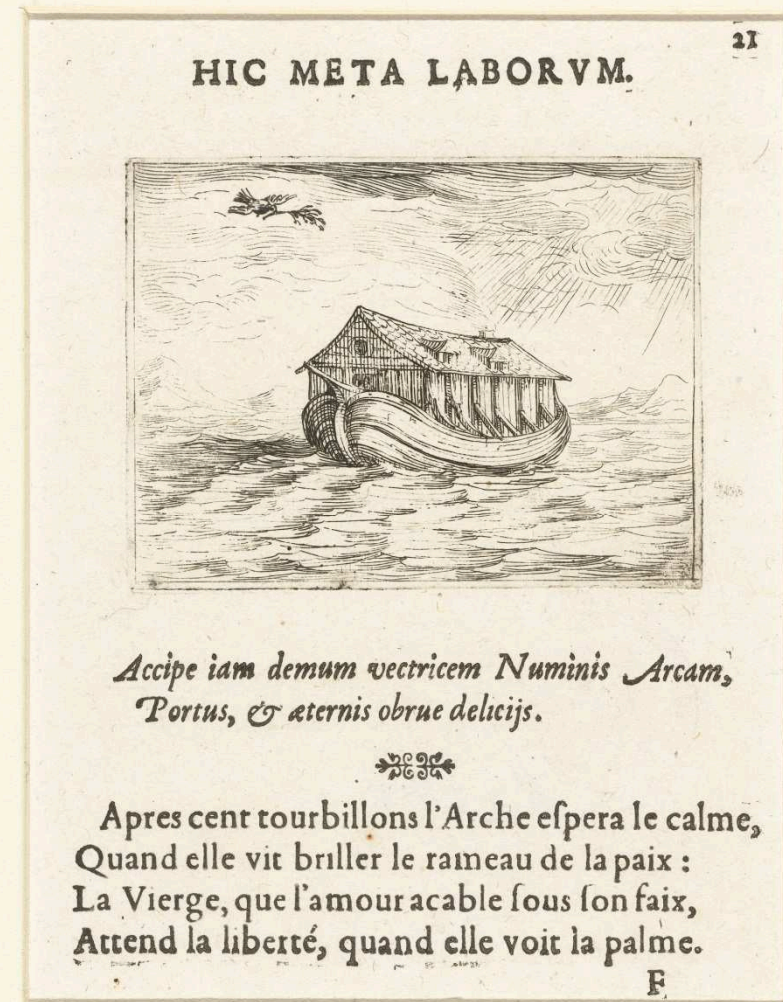 21
HIC META LABORVM.
Accipe iam demum vectricem Numinis Arcam,
Portus, & æternis obrue delicijs.
Apres cent tourbillons l'Arche eſpera le calme,
Quand elle vit briller le rameau de la paix :
La Vierge, que l'amour acable ſous ſon faix,
Attend la liberté, quand elle voit la palme.
F